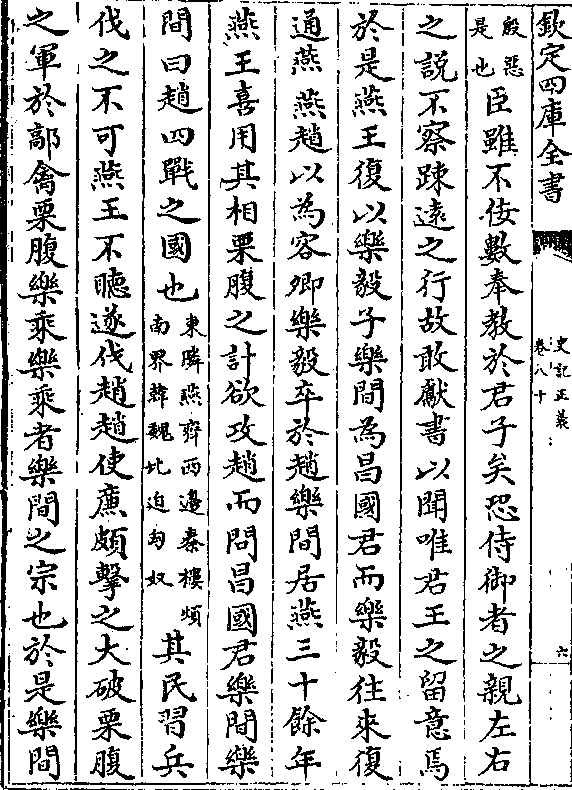 欽定四庫全書
史記正義
卷八十
六
殷惡
是也
臣雖不佞數奉教於君子矣恐侍御者之親左右
之說不察踈遠之行故敢獻書以聞唯君王之留意焉
於是燕王復以樂毅子樂間為昌國君而樂毅往來復
通燕燕趙以為客卿樂毅卒於趙樂間居燕三十餘年
燕王喜用其相栗腹之計欲攻趙而問昌國君樂間樂
間曰趙四戰之國也
東隣燕齊西邊秦樓煩
南界韓魏北迫匈奴
其民習兵
伐之不可燕王不聽遂伐趙趙使廉頗擊之大破栗腹
之軍於鄗禽栗腹樂乘樂乘者樂間之宗也於是樂間